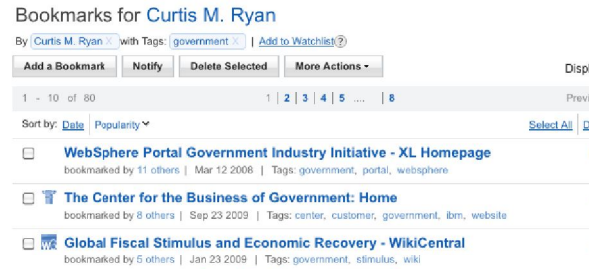 Bookmarks for Curtis M. Ryan
By Curtis M. Ryan × with Tags: government × | Add to Watchlist ?
Add a Bookmark Notify Delete Selected More Actions
1 - 10 of 80 1 | 2 | 3 | 4 | 5 .... | 8 Previ
Sort by: Date Popularity Select All
WebSphere Portal Government Industry Initiative - XL Homepage
bookmarked by 11 others | Mar 12 2008 | Tags: government, portal, websphere
The Center for the Business of Government: Home
bookmarked by 8 others | Sep 23 2009 | Tags: center, customer, government, ibm, website
Global Fiscal Stimulus and Economic Recovery - WikiCentral
bookmarked by 5 others | Jan 23 2009 | Tags: government, stimulus, wiki